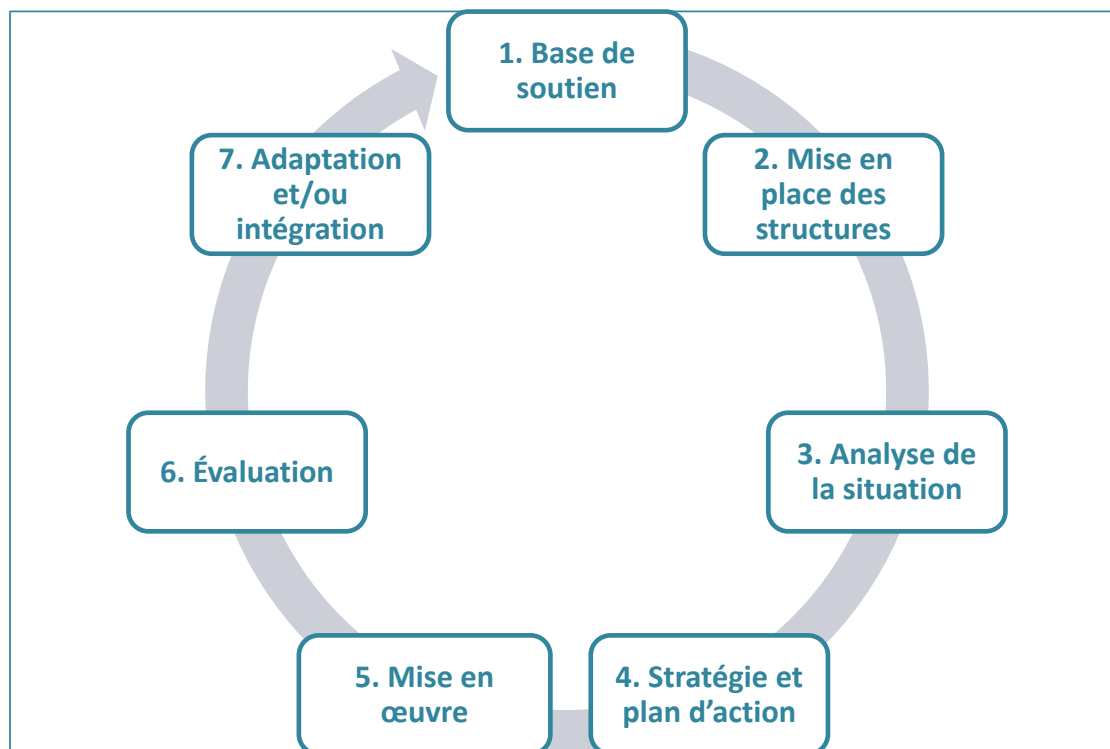 1. Base de
soutien
2. Mise en
place des
structures
3. Analyse de
la situation
4. Stratégie et
plan d’action
5. Mise en
œuvre
6. Évaluation
7. Adaptation
et/ou
intégration